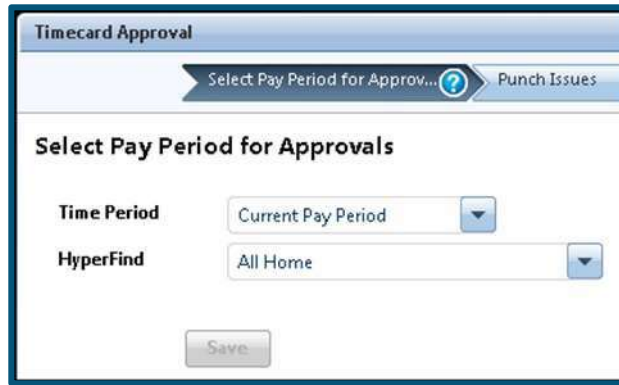 Timecard Approval
Select Pay Period for Approv... ? Punch Issues
Select Pay Period for Approvals
Time Period Current Pay Period
HyperFind All Home
Save